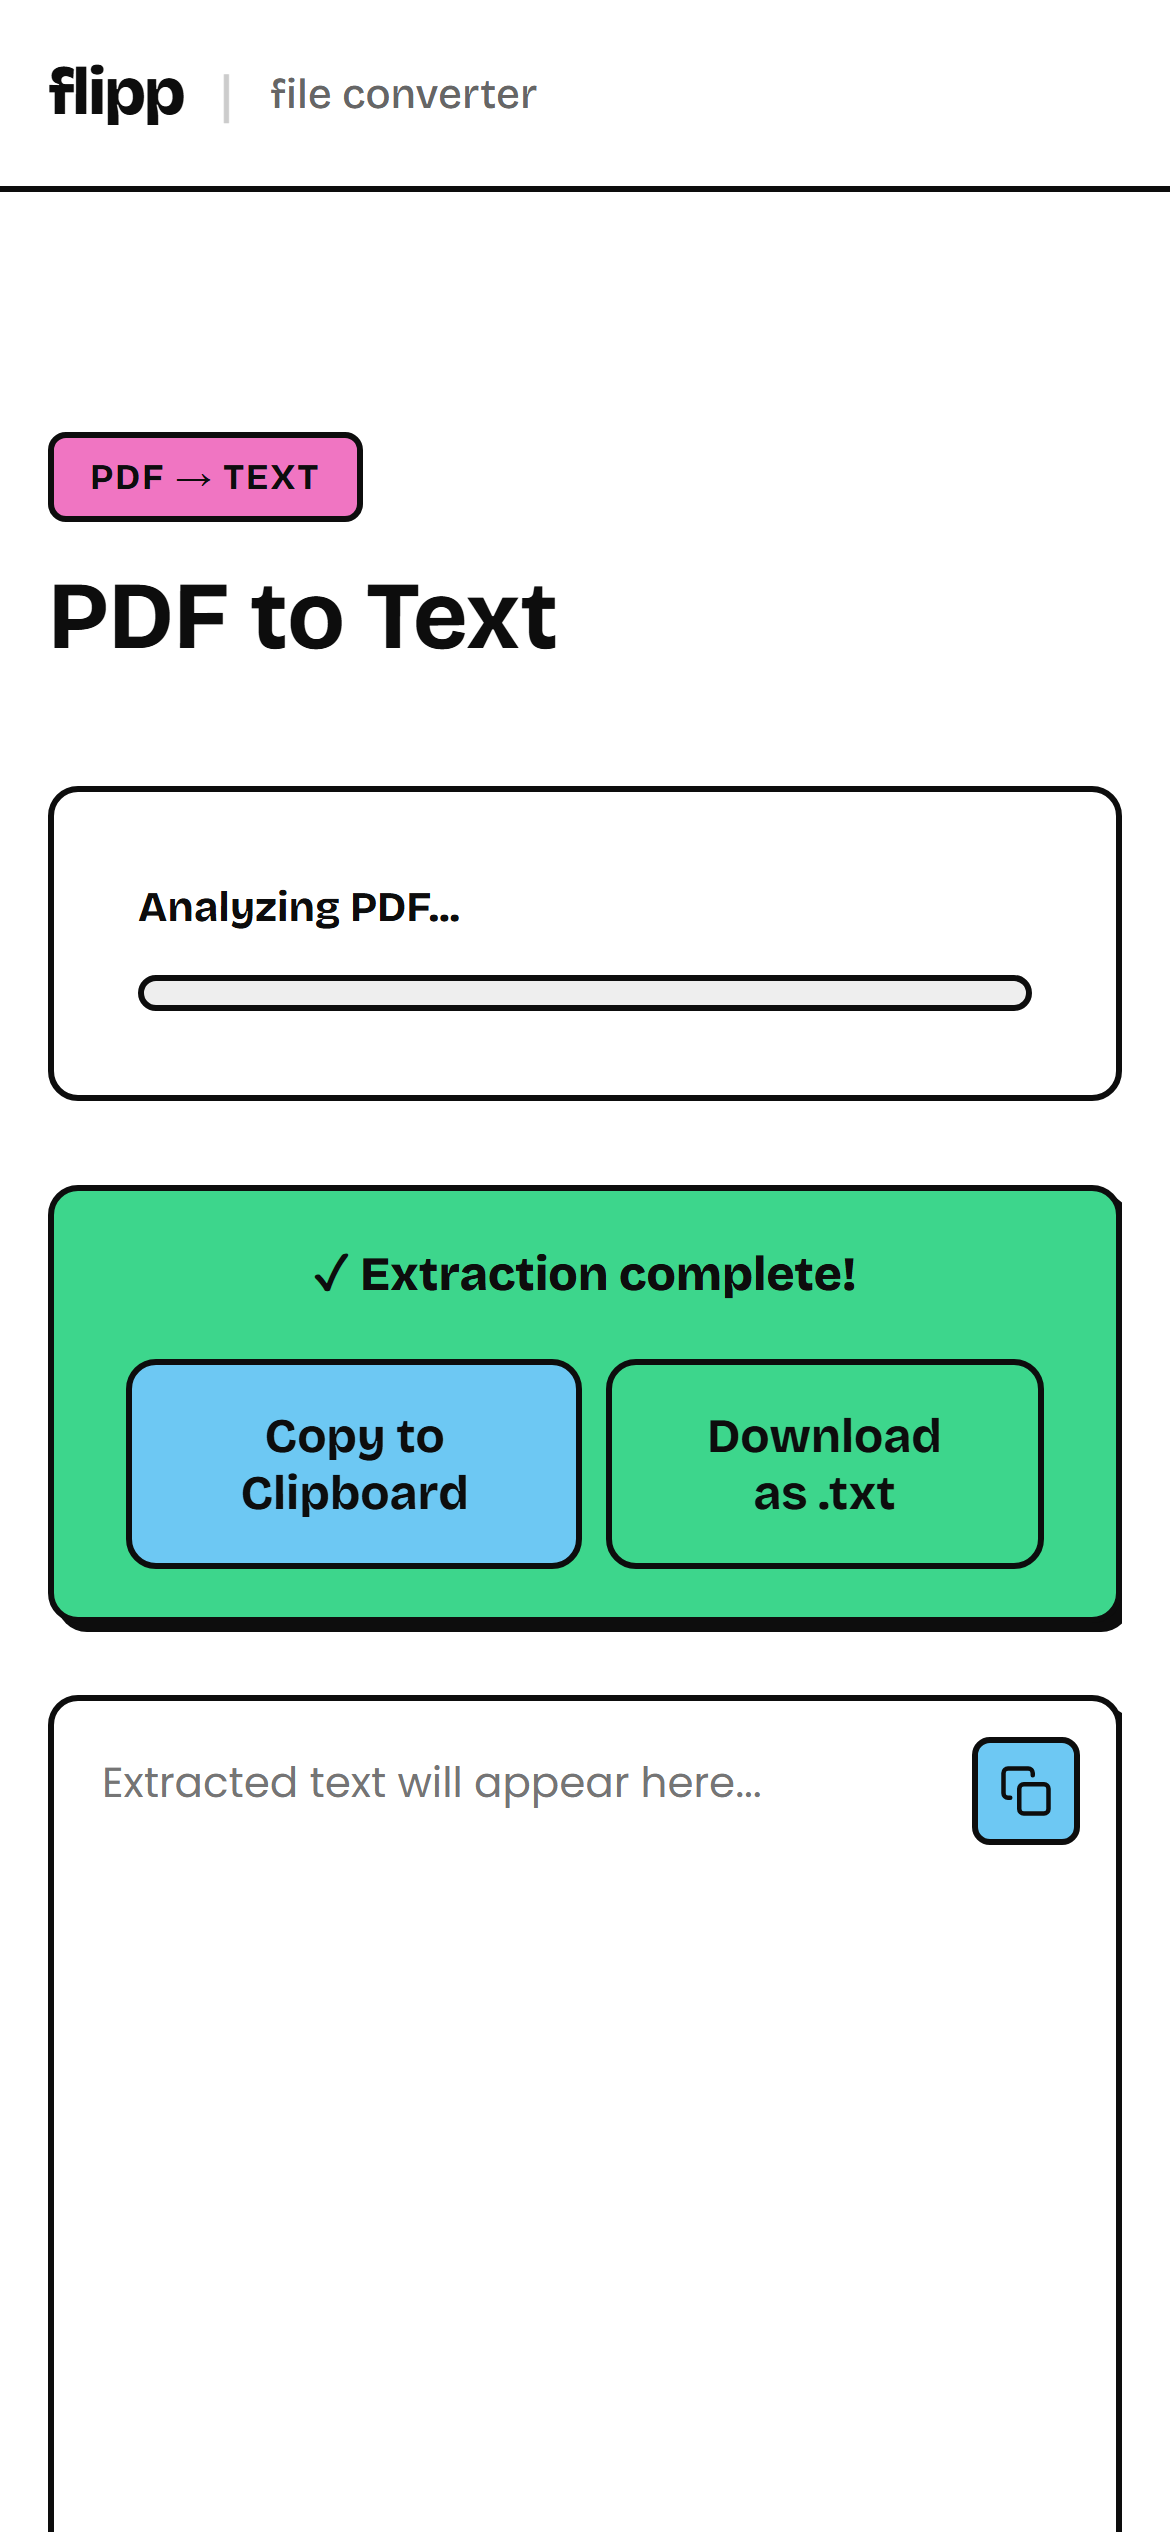 flipp | file converter
PDF → TEXT
PDF to Text
Analyzing PDF...
✓ Extraction complete!
Copy to
Clipboard
Download
as .txt
Extracted text will appear here...